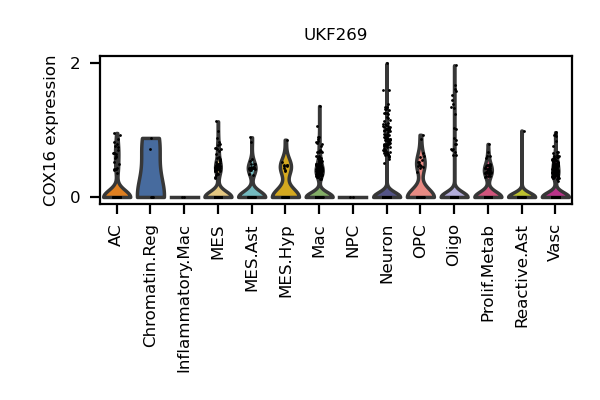 UKF269
COX16 expression
2
0
AC
Chromatin.Reg
Inflammatory.Mac
MES
MES.Ast
MES.Hyp
Mac
NPC
Neuron
OPC
Oligo
Prolif.Metab
Reactive.Ast
Vasc